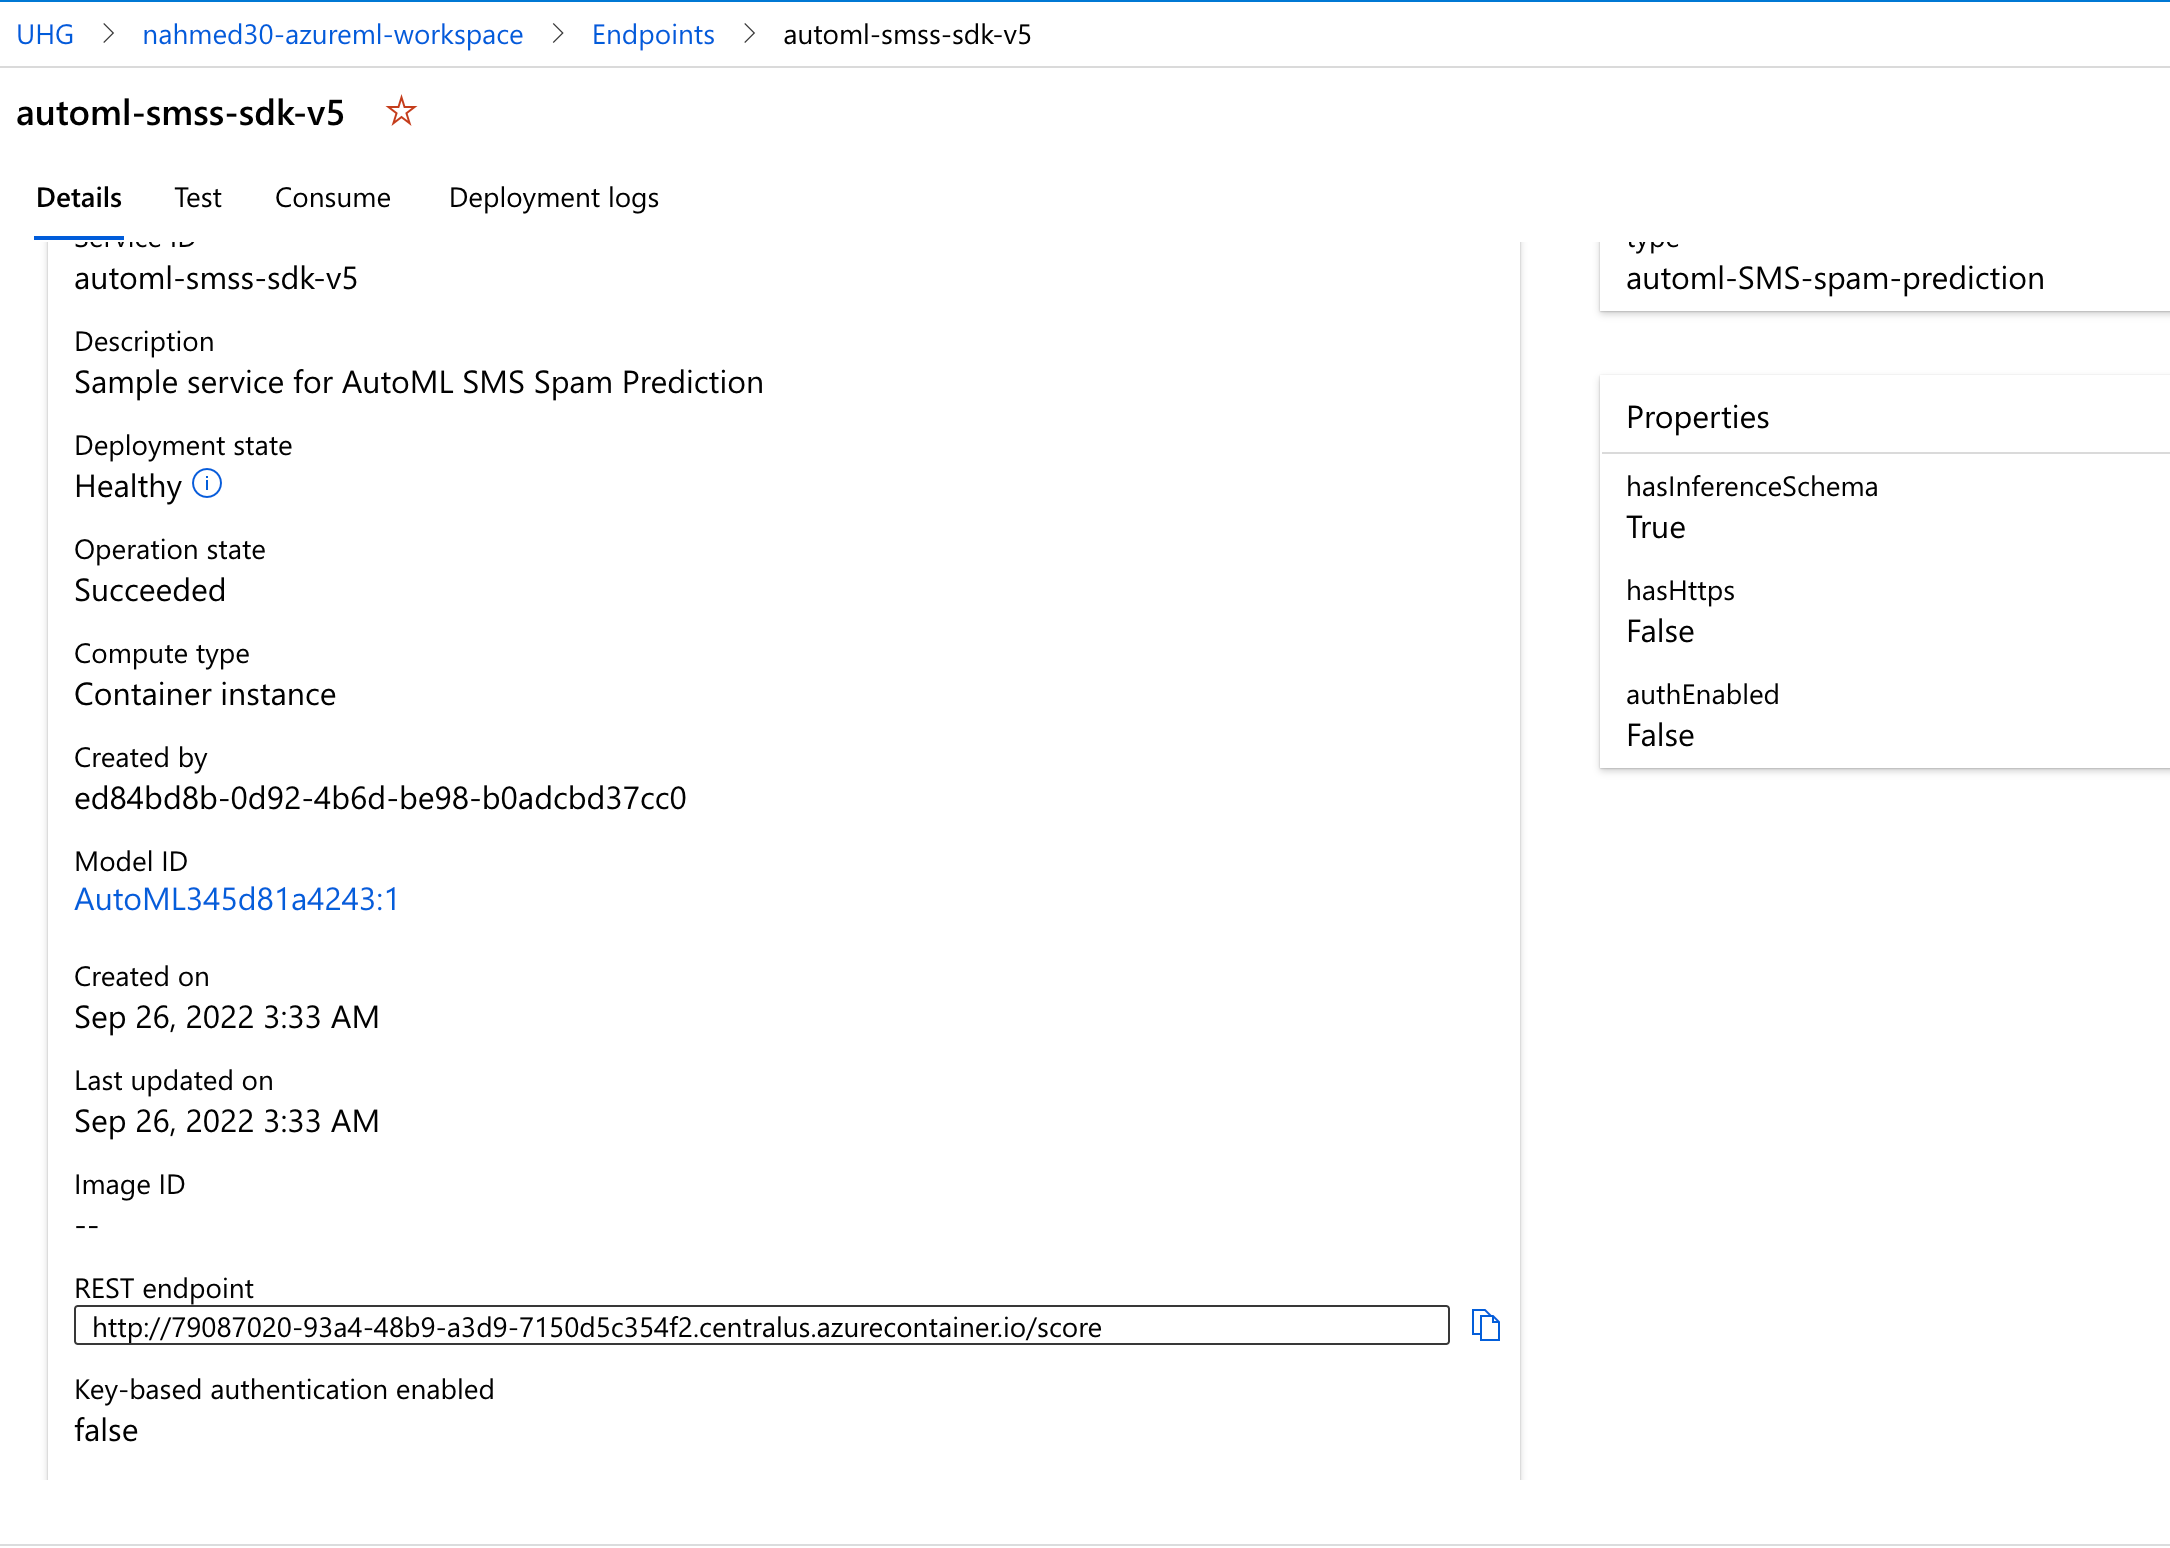 UHG > nahmed30-azureml-workspace > Endpoints > automl-smss-sdk-v5
automl-smss-sdk-v5
Details Test Consume Deployment logs
Service ID
automl-smss-sdk-v5
Description
Sample service for AutoML SMS Spam Prediction
Deployment state
Healthy
Operation state
Succeeded
Compute type
Container instance
Created by
ed84bd8b-0d92-4b6d-be98-b0adcbd37cc0
Model ID
AutoML345d81a4243:1
Created on
Sep 26, 2022 3:33 AM
Last updated on
Sep 26, 2022 3:33 AM
Image ID
--
REST endpoint
http://79087020-93a4-48b9-a3d9-7150d5c354f2.centralus.azurecontainer.io/score
Key-based authentication enabled
false
type
automl-SMS-spam-prediction
Properties
hasInferenceSchema
True
hasHttps
False
authEnabled
False